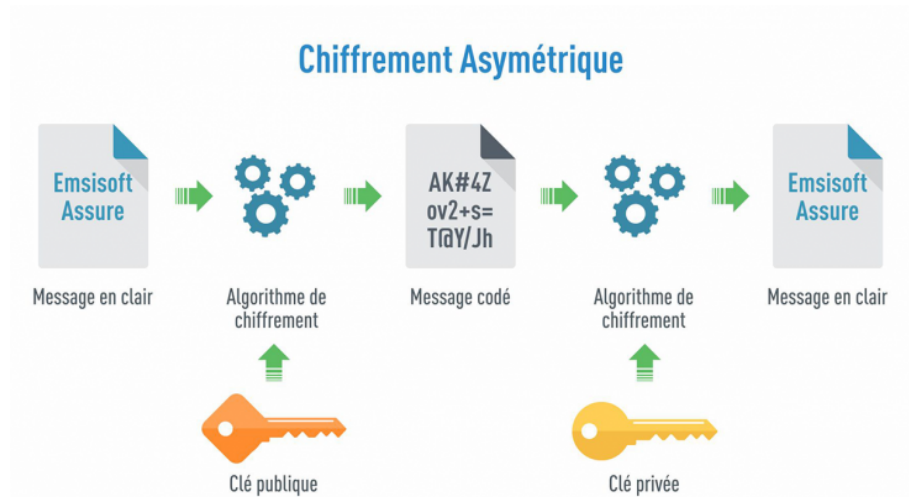 Chiffrement Asymétrique
Emsisoft
Assure
AK#4Z
ov2+s=
T@Y/Jh
Emsisoft
Assure
Message en clair
Algorithme de
chiffrement
Message codé
Algorithme de
chiffrement
Message en clair
Clé publique
Clé privée